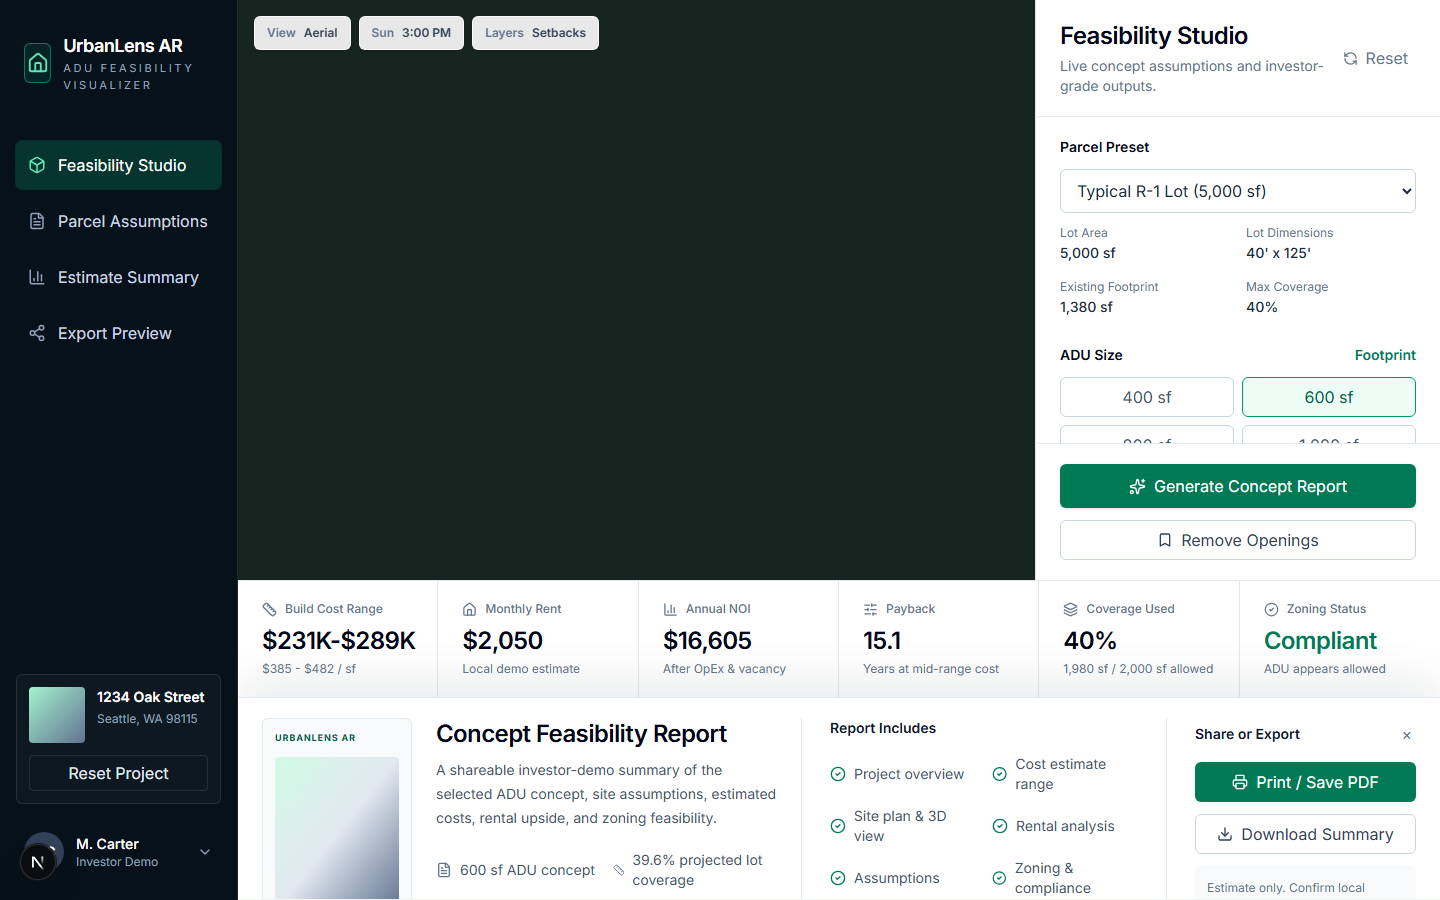 UrbanLens AR
ADU FEASIBILITY
VISUALIZER
Feasibility Studio
Parcel Assumptions
Estimate Summary
Export Preview
1234 Oak Street
Seattle, WA 98115
Reset Project
M. Carter
Investor Demo
N
View Aerial
Sun 3:00 PM
Layers Setbacks
Feasibility Studio
Live concept assumptions and investor-
grade outputs.
Reset
Parcel Preset
Typical R-1 Lot (5,000 sf)
Lot Area
5,000 sf
Lot Dimensions
40' x 125'
Existing Footprint
1,380 sf
Max Coverage
40%
ADU Size
Footprint
400 sf
600 sf
800 sf
1,000 sf
Generate Concept Report
Remove Openings
Build Cost Range
$231K-$289K
$385 - $482 / sf
Monthly Rent
$2,050
Local demo estimate
Annual NOI
$16,605
After OpEx & vacancy
Payback
15.1
Years at mid-range cost
Coverage Used
40%
1,980 sf / 2,000 sf allowed
Zoning Status
Compliant
ADU appears allowed
URBANLENS AR
Concept Feasibility Report
A shareable investor-demo summary of the
selected ADU concept, site assumptions, estimated
costs, rental upside, and zoning feasibility.
600 sf ADU concept
39.6% projected lot
coverage
Report Includes
Project overview
Cost estimate
range
Site plan & 3D
view
Rental analysis
Assumptions
Zoning &
compliance
Share or Export
×
Print / Save PDF
Download Summary
Estimate only. Confirm local